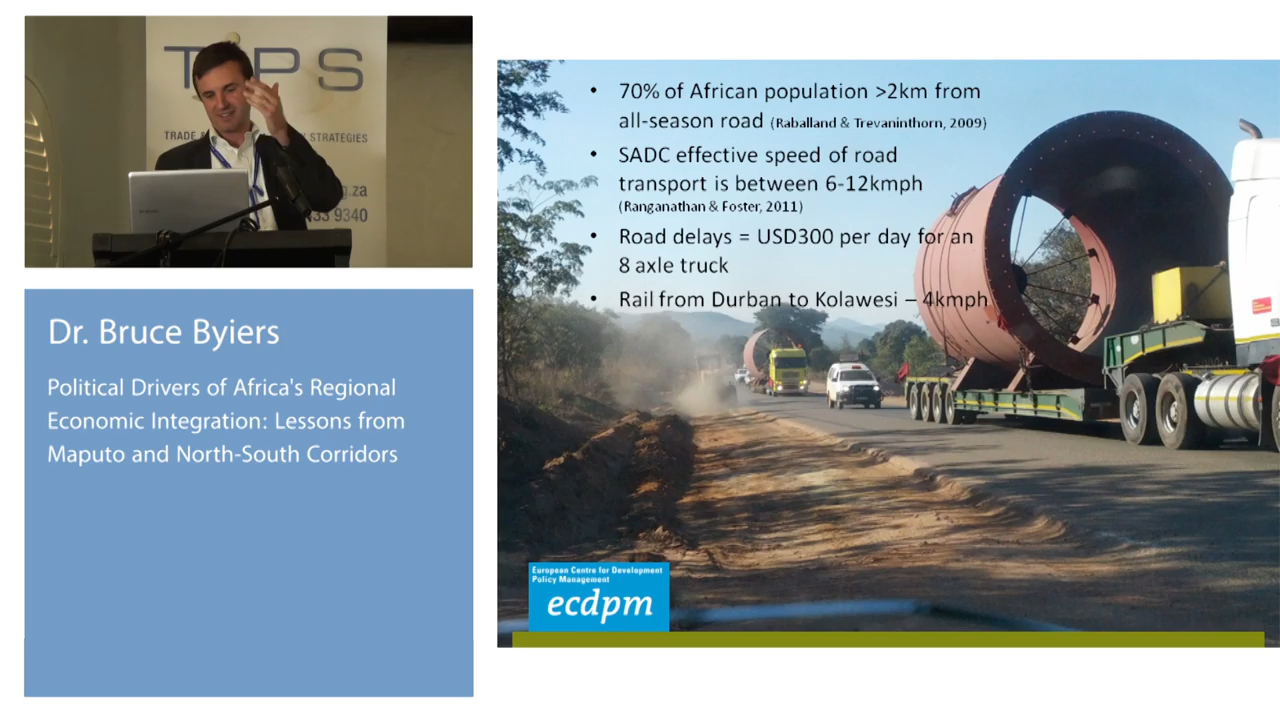 TIPS
TRADE &
STRATEGIES
g.za
33 9340
Dr. Bruce Byiers
Political Drivers of Africa's Regional
Economic Integration: Lessons from
Maputo and North-South Corridors
• 70% of African population >2km from
all-season road (Raballand & Trevaninthorn, 2009)
• SADC effective speed of road
transport is between 6-12kmph
(Ranganathan & Foster, 2011)
• Road delays = USD300 per day for an
8 axle truck
• Rail from Durban to Kolawesi – 4kmph
European Centre for Development
Policy Management
ecdpm